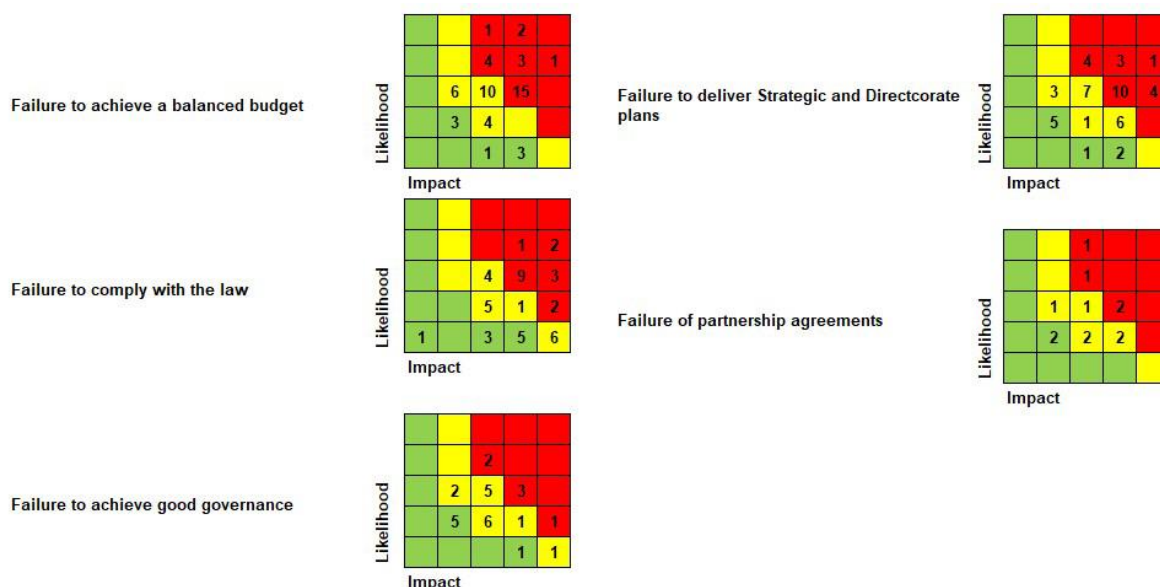 Failure to achieve a balanced budget
Likelihood
1 2
4 3 1
6 10 15
3 4
1 3
Impact
Failure to deliver Strategic and Directcorate
plans
Likelihood
4 3 1
3 7 10 4
5 1 6
1 2
Impact
Failure to comply with the law
Likelihood
1 2
4 9 3
5 1 2
1 3 5 6
Impact
Failure of partnership agreements
Likelihood
1
1
1 1 2
2 2 2
Impact
Failure to achieve good governance
Likelihood
2
2 5 3
5 6 1 1
1 1
Impact